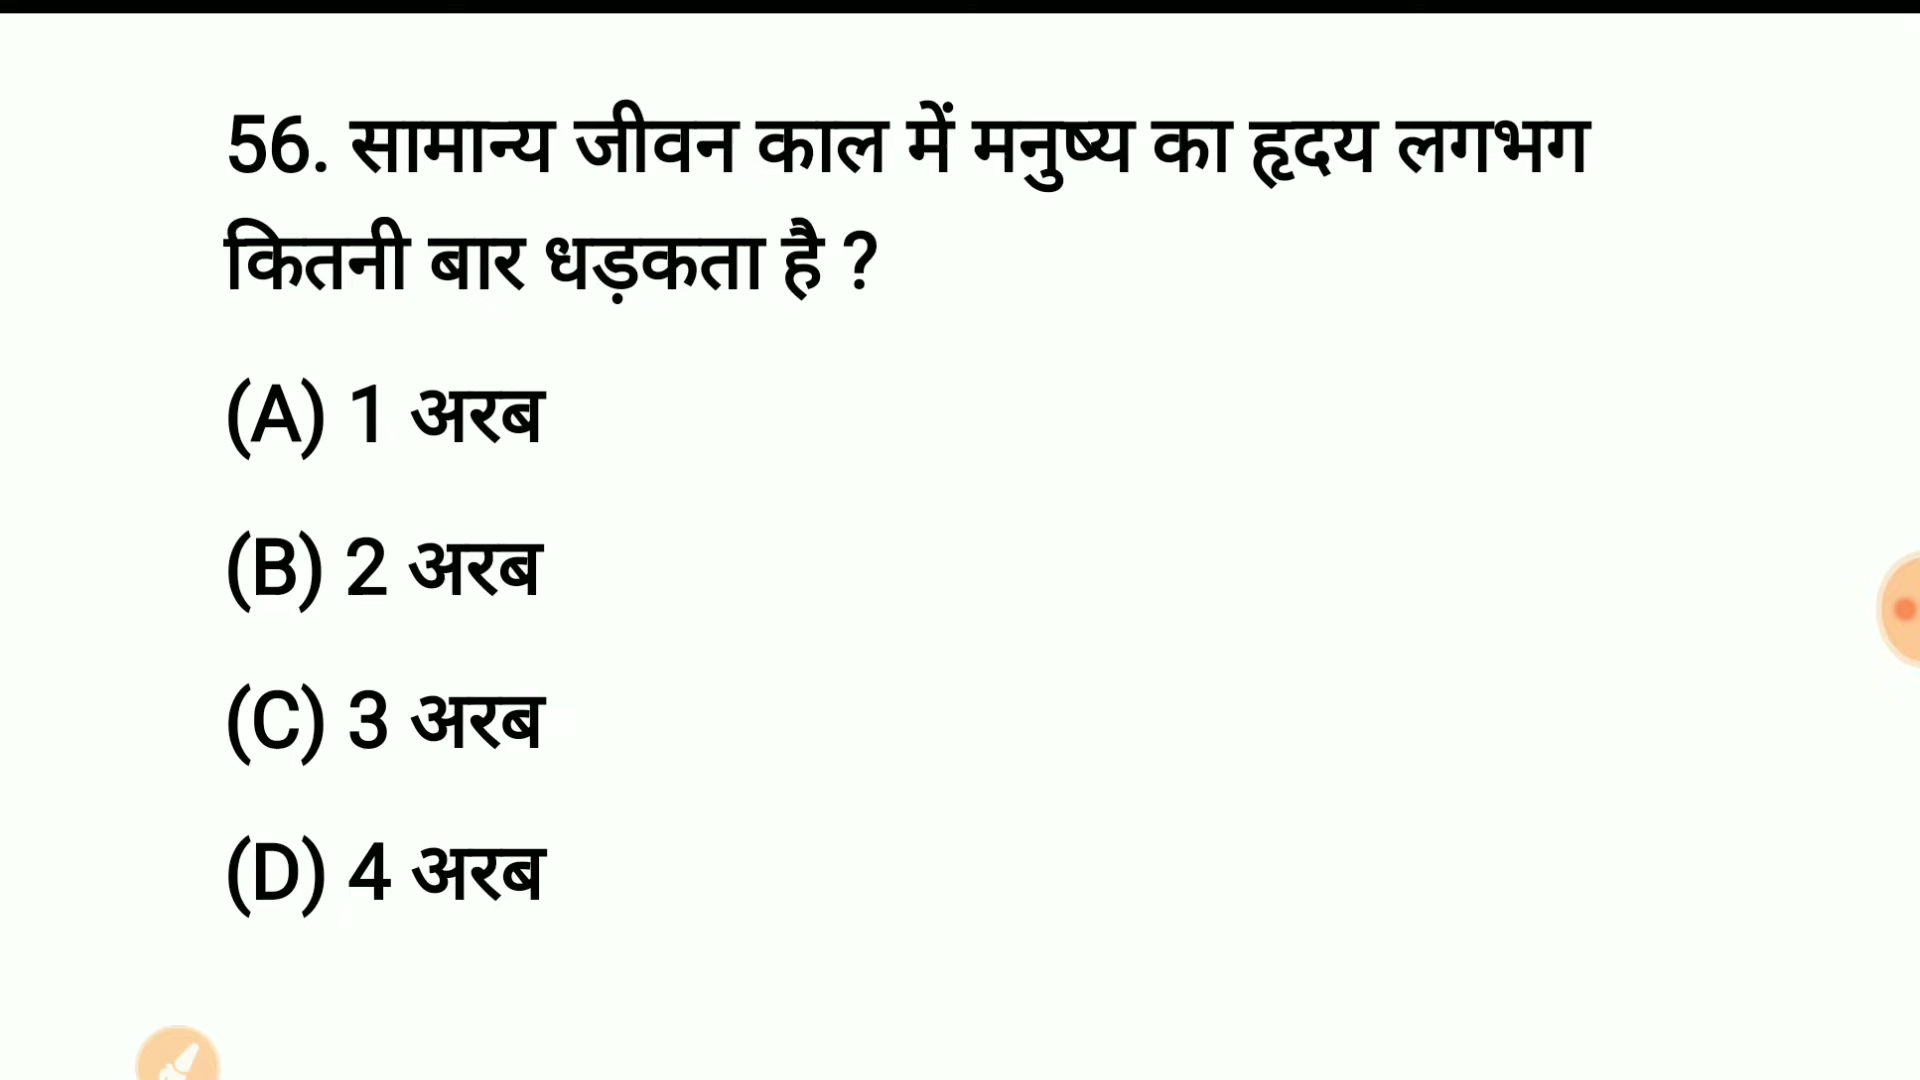 56. सामान्य जीवन काल में मनुष्य का हृदय लगभग
कितनी बार धड़कता है ?
(A) 1 अरब
(B) 2 अरब
(C) 3 अरब
(D) 4 अरब